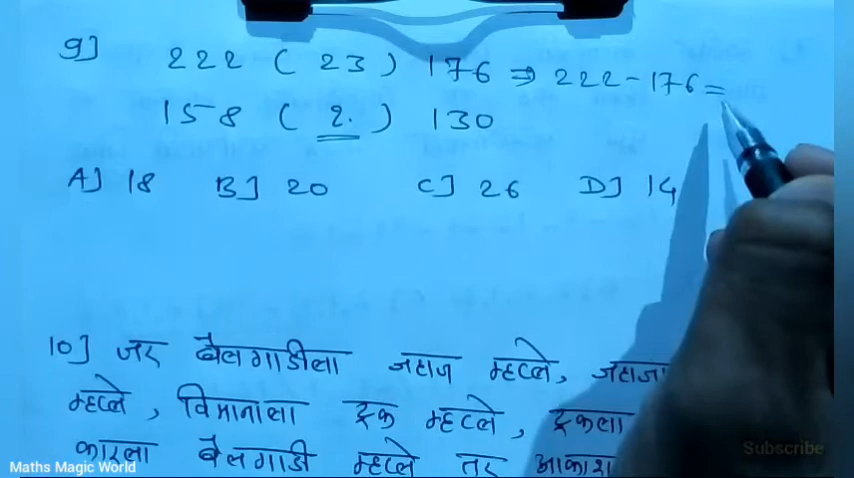 9] 222 ( 23 ) 176 ⇒ 222 - 176 =
158 ( ?. ) 130
A] 18 B] 20 C] 26 D] 14
10] जर बैलगाडीला जहाज म्हटले, जहाजा
म्हटले, विमानाला ट्रक म्हटले, ट्रकला
कारला बैलगाडी म्हटले तर आकाश
Subscribe
Maths Magic World